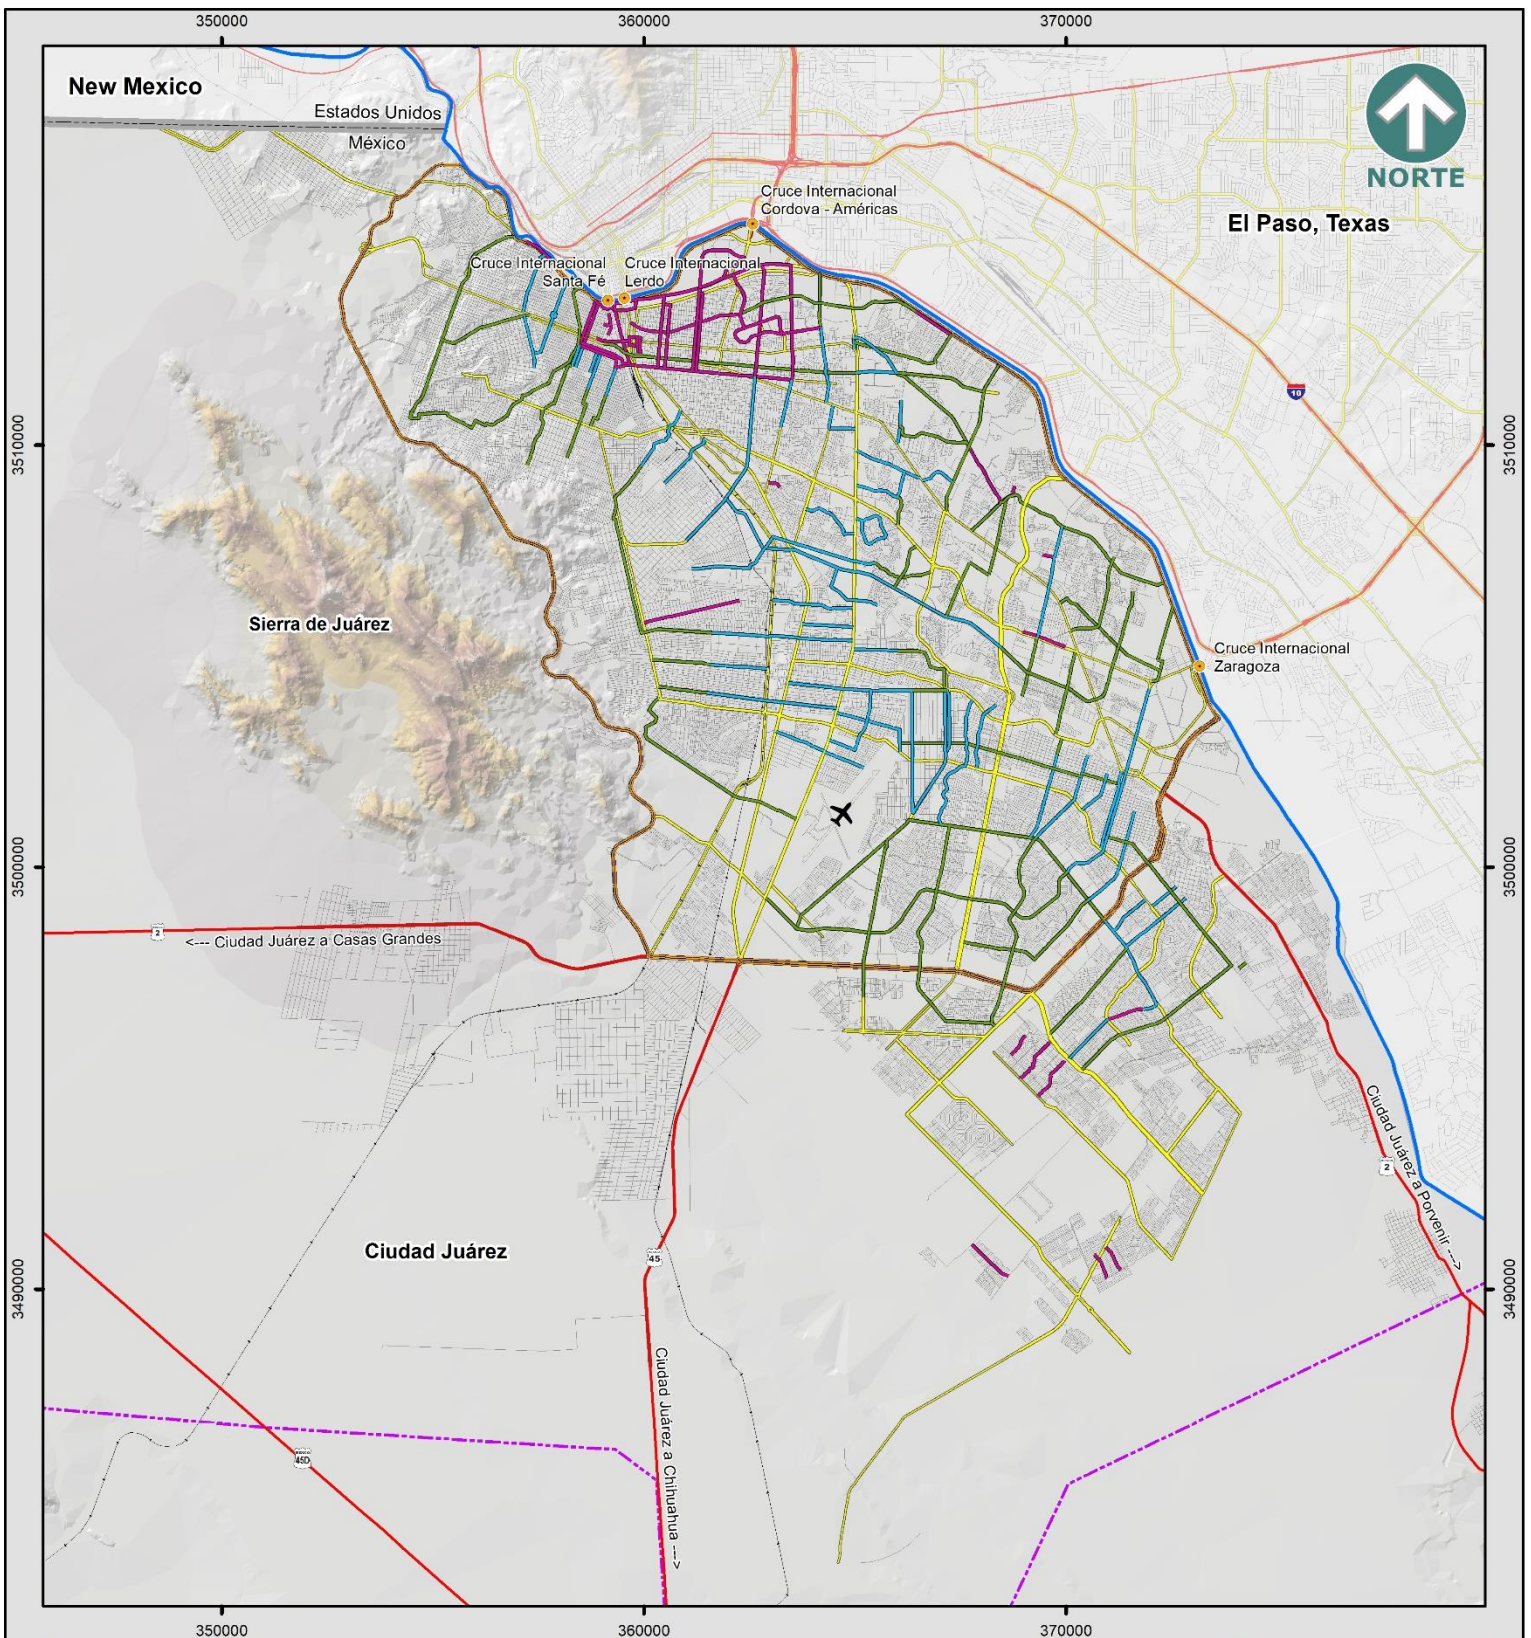 350000
360000
370000
New Mexico
Estados Unidos
México
NORTE
Cruce Internacional
Cordova - Américas
El Paso, Texas
Cruce Internacional
Santa Fé
Cruce Internacional
Lerdo
10
3510000
3510000
Sierra de Juárez
Cruce Internacional
Zaragoza
3500000
3500000
2
<--- Ciudad Juárez a Casas Grandes
Ciudad Juárez a Porvenir --->
2
Ciudad Juárez
45
3490000
3490000
Ciudad Juárez a Chihuahua --->
45D
350000
360000
370000